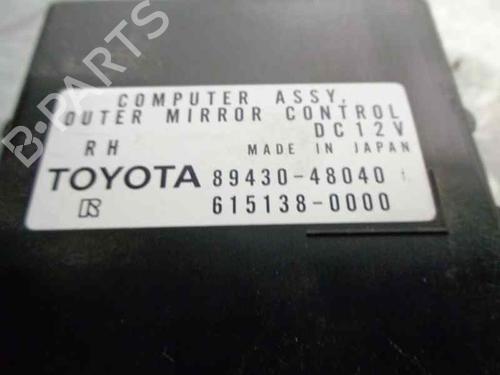 COMPUTER ASSY,
OUTER MIRROR CONTROL
DC12V
RH MADE IN JAPAN
TOYOTA 89430-48040
615138-0000
B-PARTS